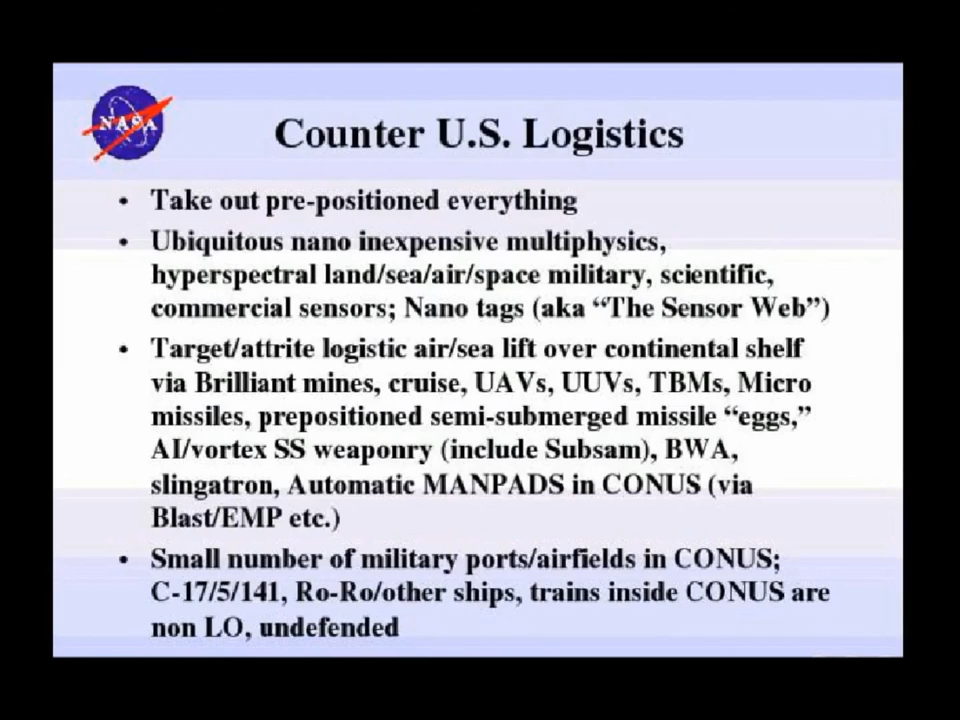 NASA
Counter U.S. Logistics
• Take out pre-positioned everything
• Ubiquitous nano inexpensive multiphysics,
hyperspectral land/sea/air/space military, scientific,
commercial sensors; Nano tags (aka “The Sensor Web”)
• Target/attrite logistic air/sea lift over continental shelf
via Brilliant mines, cruise, UAVs, UUVs, TBMs, Micro
missiles, prepositioned semi-submerged missile “eggs,”
AI/vortex SS weaponry (include Subsam), BWA,
slingatron, Automatic MANPADS in CONUS (via
Blast/EMP etc.)
• Small number of military ports/airfields in CONUS;
C-17/5/141, Ro-Ro/other ships, trains inside CONUS are
non LO, undefended